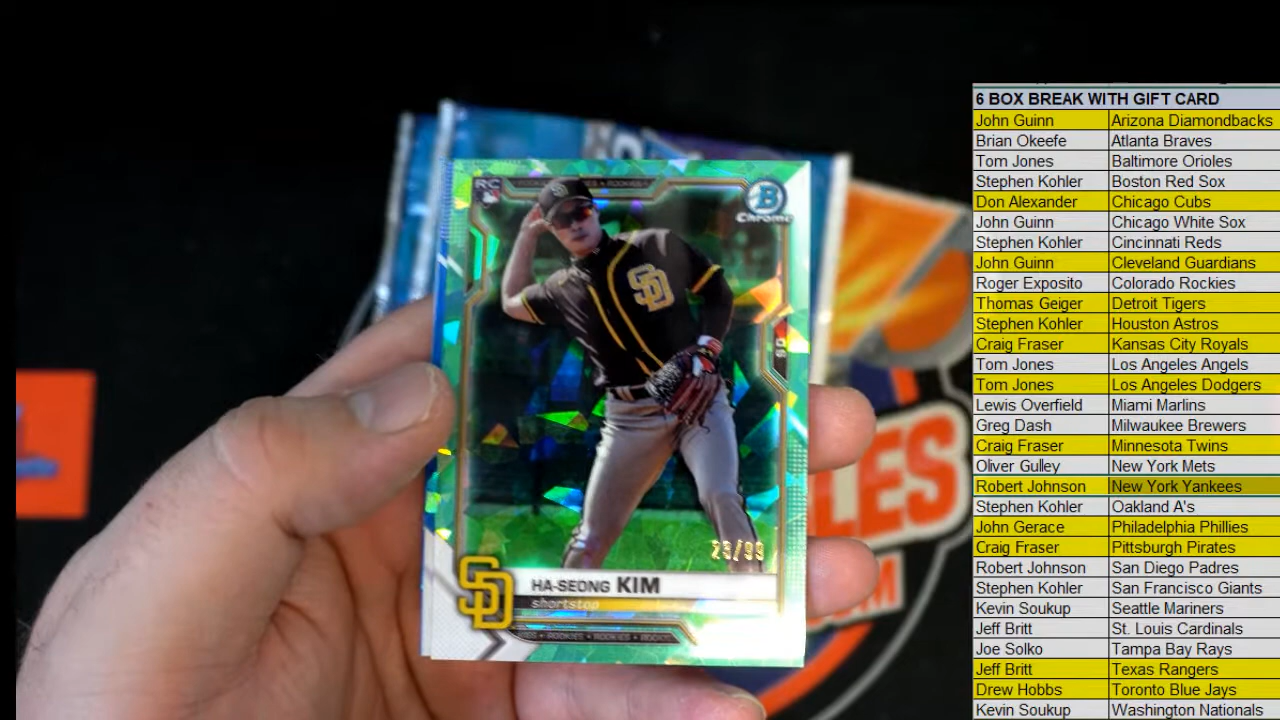 RC
B
Chrome
SD
SD
23/99
SD
HA-SEONG KIM
shortstop
ROOKIES • ROOKIES • ROOKIES
LES
M
6 BOX BREAK WITH GIFT CARD
John Guinn Arizona Diamondbacks
Brian Okeefe Atlanta Braves
Tom Jones Baltimore Orioles
Stephen Kohler Boston Red Sox
Don Alexander Chicago Cubs
John Guinn Chicago White Sox
Stephen Kohler Cincinnati Reds
John Guinn Cleveland Guardians
Roger Exposito Colorado Rockies
Thomas Geiger Detroit Tigers
Stephen Kohler Houston Astros
Craig Fraser Kansas City Royals
Tom Jones Los Angeles Angels
Tom Jones Los Angeles Dodgers
Lewis Overfield Miami Marlins
Greg Dash Milwaukee Brewers
Craig Fraser Minnesota Twins
Oliver Gulley New York Mets
Robert Johnson New York Yankees
Stephen Kohler Oakland A's
John Gerace Philadelphia Phillies
Craig Fraser Pittsburgh Pirates
Robert Johnson San Diego Padres
Stephen Kohler San Francisco Giants
Kevin Soukup Seattle Mariners
Jeff Britt St. Louis Cardinals
Joe Solko Tampa Bay Rays
Jeff Britt Texas Rangers
Drew Hobbs Toronto Blue Jays
Kevin Soukup Washington Nationals